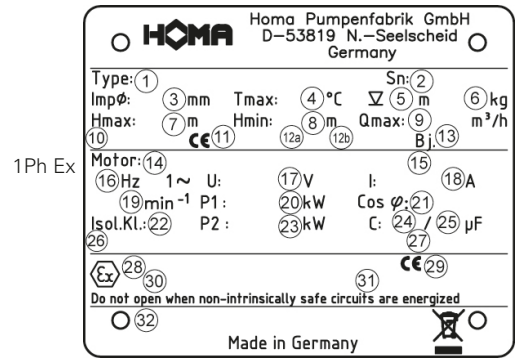 HOMA Homa Pumpenfabrik GmbH
D-53819 N.-Seelscheid
Germany
Type: 1 Sn: 2
Impø: 3 mm Tmax: 4 °C ∇ 5 m 6 kg
Hmax: 7 m Hmin: 8 m Qmax: 9 m³/h
10 CE 11 12a 12b Bj. 13
1Ph Ex
Motor: 14 15
16 Hz 1~ U: 17 V I: 18 A
19 min⁻¹ P1: 20 kW Cos φ: 21
Isol.Kl.: 22 P2: 23 kW C: 24 / 25 µF
26 27
Ex 28 CE 29
30 31
Do not open when non-intrinsically safe circuits are energized
32
Made in Germany